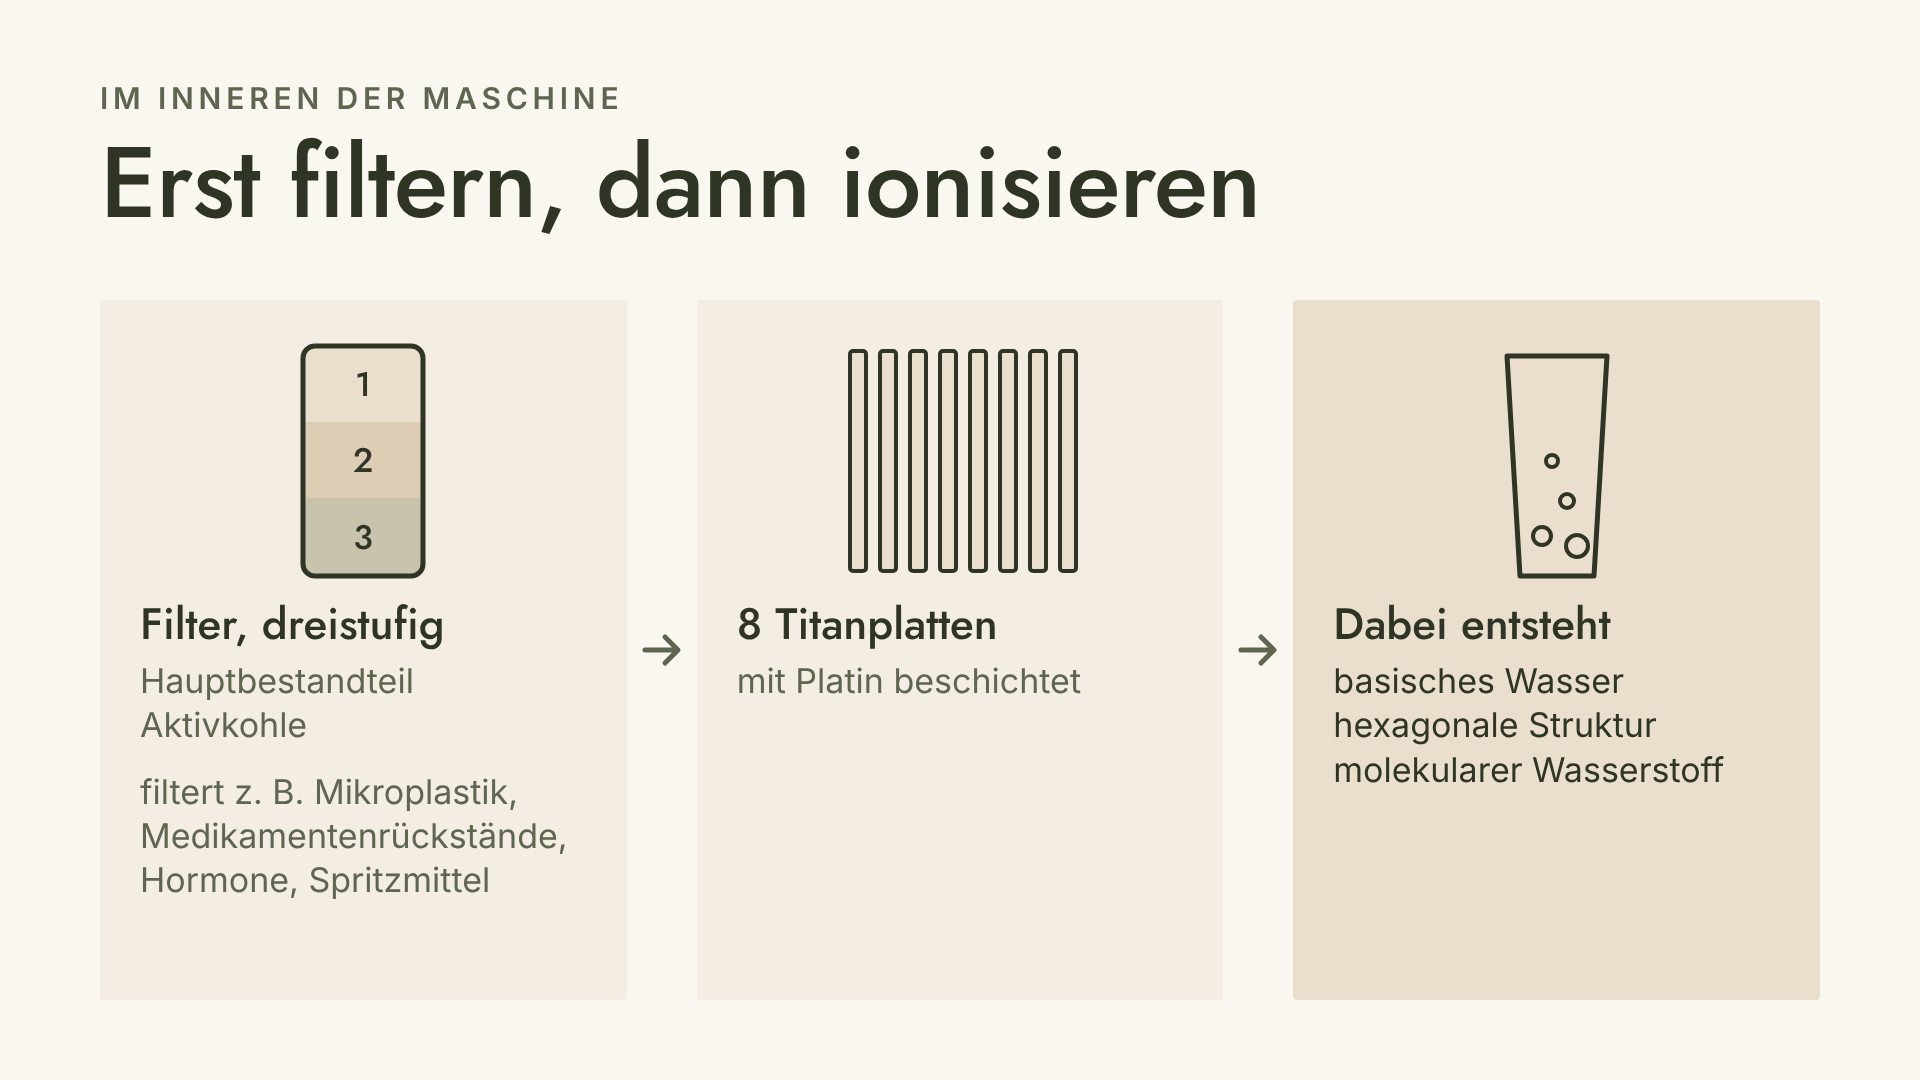 IM INNEREN DER MASCHINE
Erst filtern, dann ionisieren
1
2
3
Filter, dreistufig
Hauptbestandteil
Aktivkohle
filtert z. B. Mikroplastik,
Medikamentenrückstände,
Hormone, Spritzmittel
8 Titanplatten
mit Platin beschichtet
Dabei entsteht
basisches Wasser
hexagonale Struktur
molekularer Wasserstoff